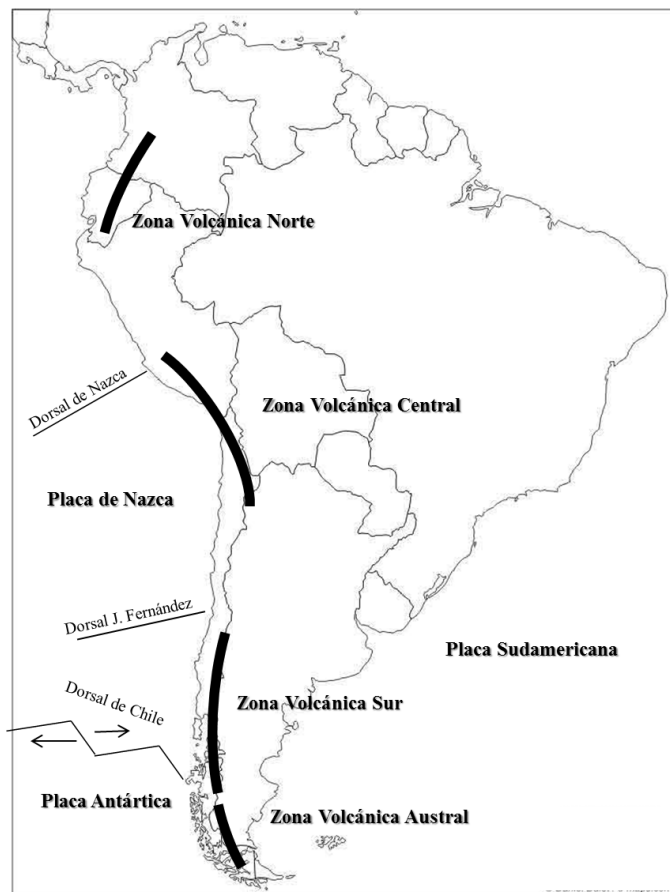 Zona Volcánica Norte
Dorsal de Nazca
Zona Volcánica Central
Placa de Nazca
Dorsal J. Fernández
Placa Sudamericana
Dorsal de Chile
Zona Volcánica Sur
Placa Antártica
Zona Volcánica Austral